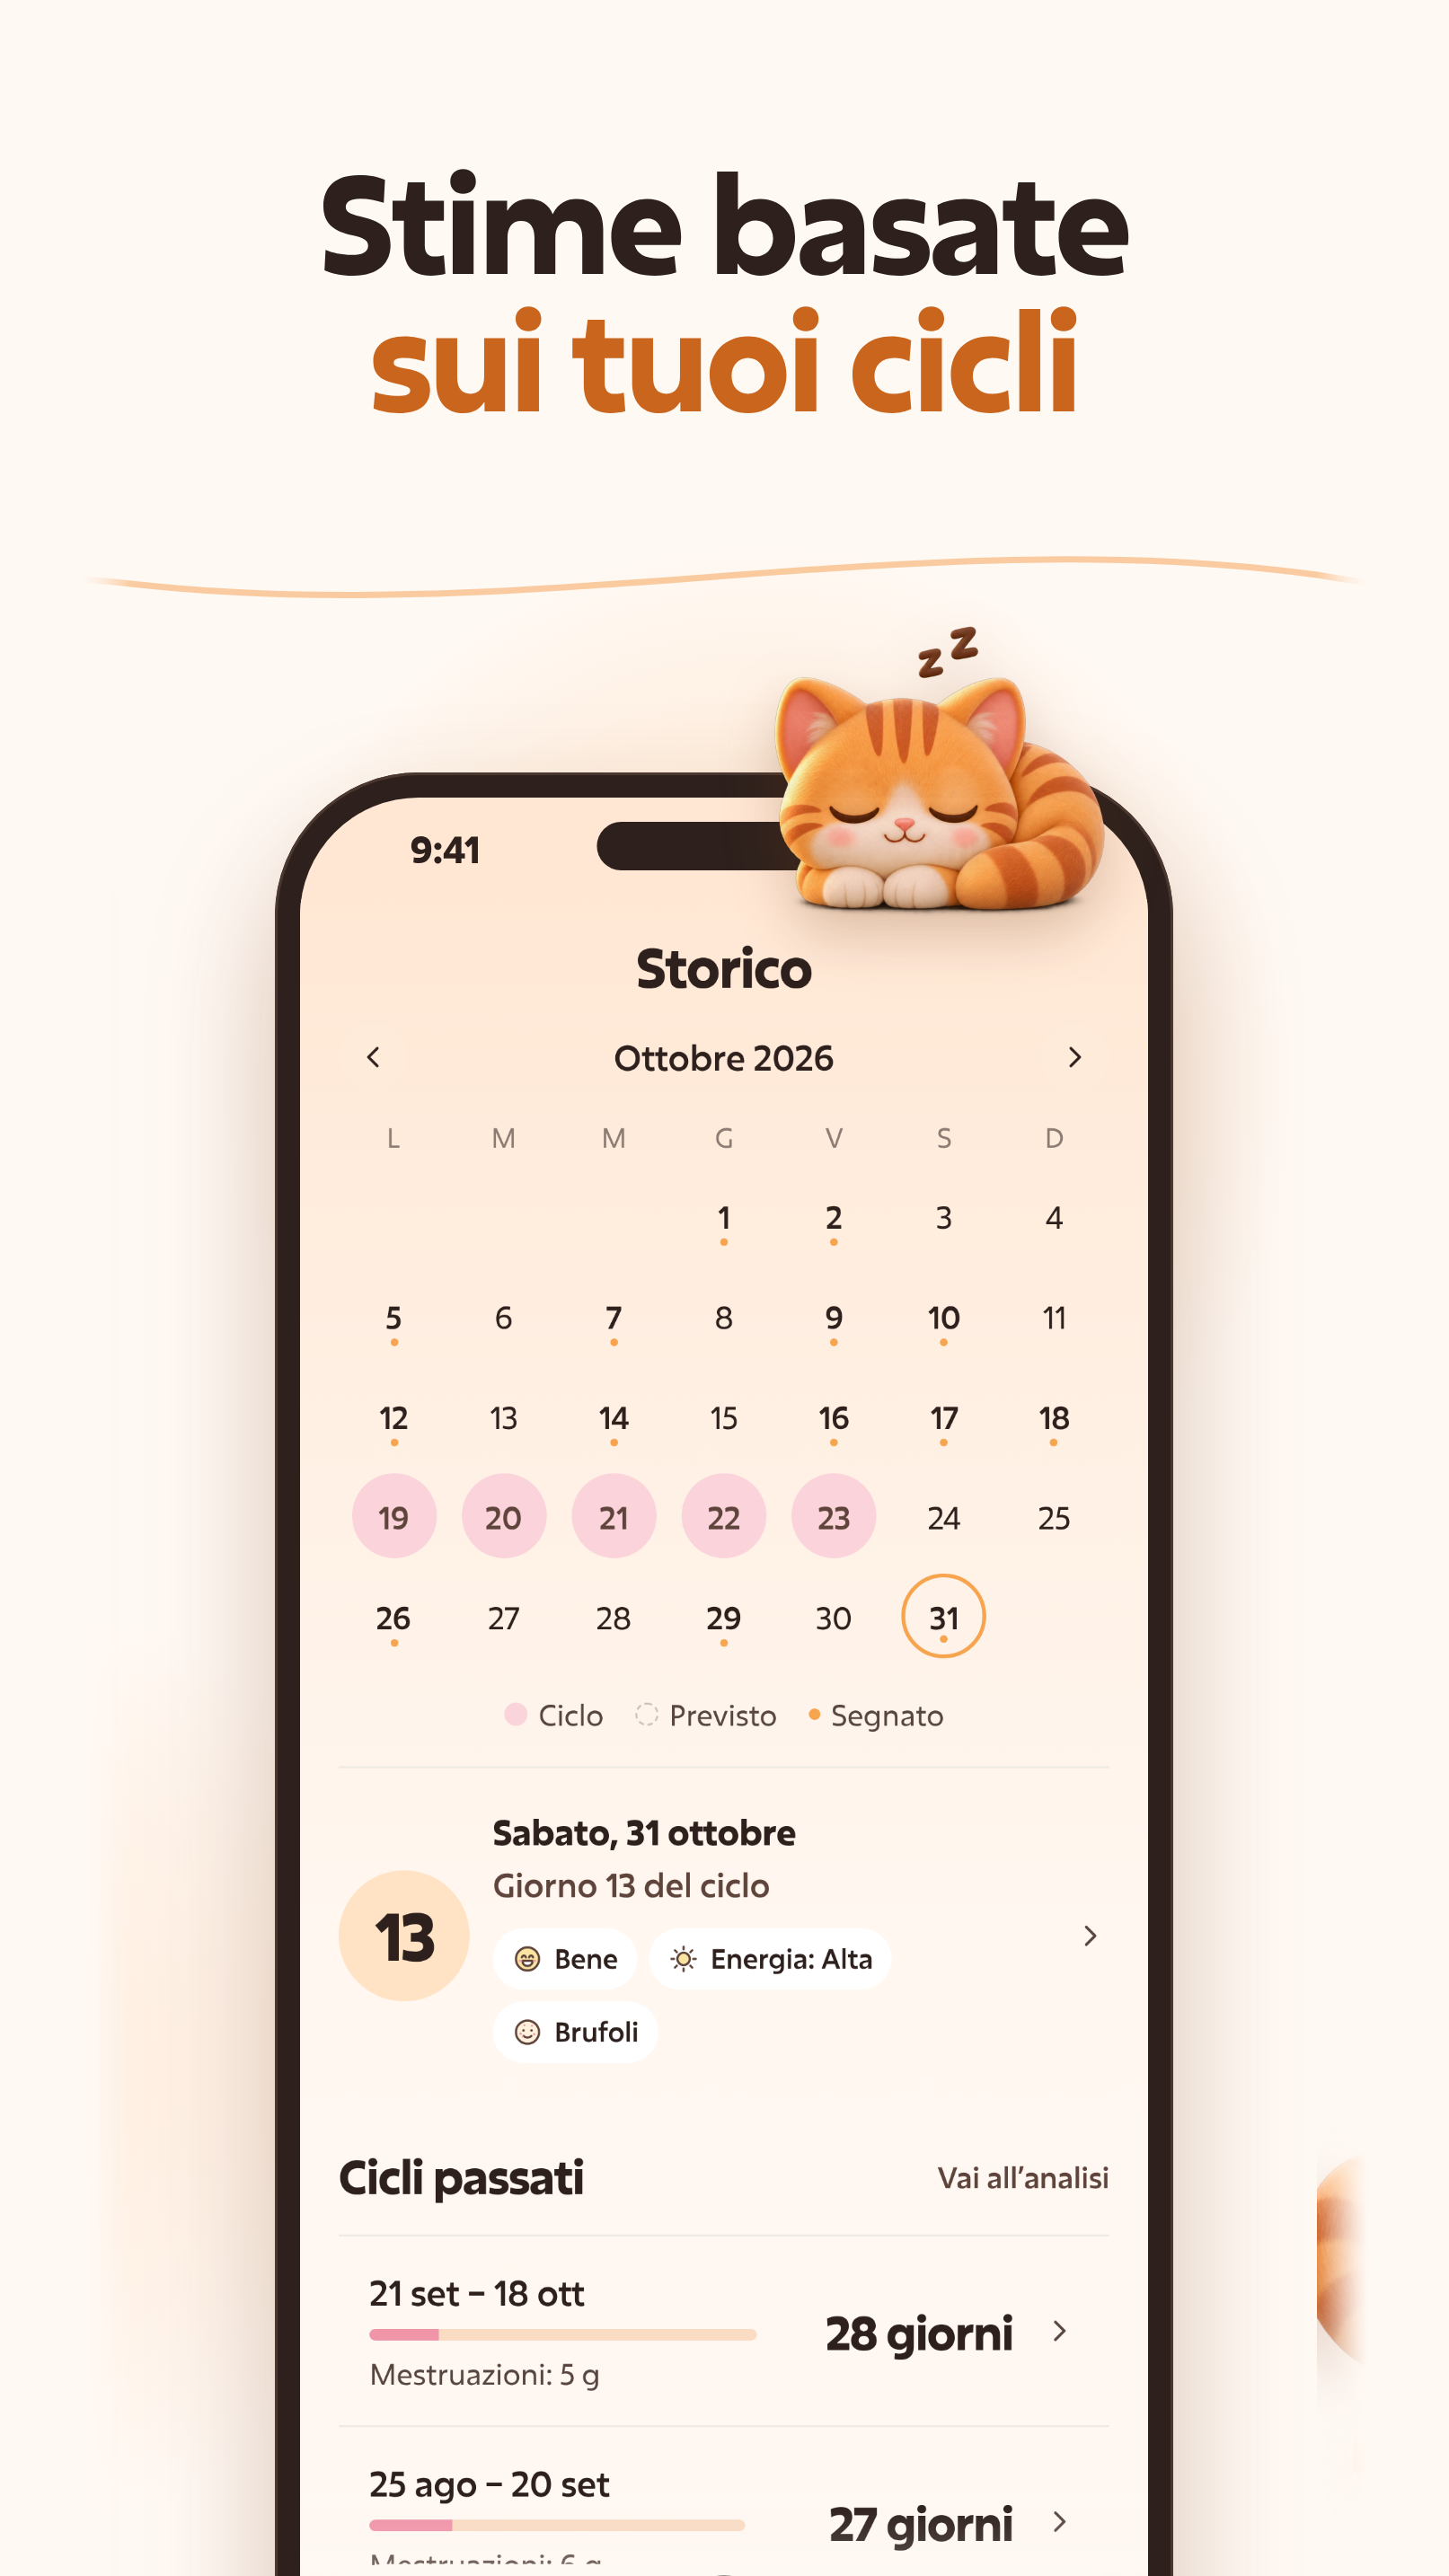 Stime basate
sui tuoi cicli
z z
9:41
Storico
Ottobre 2026
L M M G V S D
1 2 3 4
5 6 7 8 9 10 11
12 13 14 15 16 17 18
19 20 21 22 23 24 25
26 27 28 29 30 31
Ciclo Previsto Segnato
Sabato, 31 ottobre
Giorno 13 del ciclo
13
Bene Energia: Alta
Brufoli
Cicli passati Vai all'analisi
21 set – 18 ott
28 giorni
Mestruazioni: 5 g
25 ago – 20 set
27 giorni
Mestruazioni: 6 g